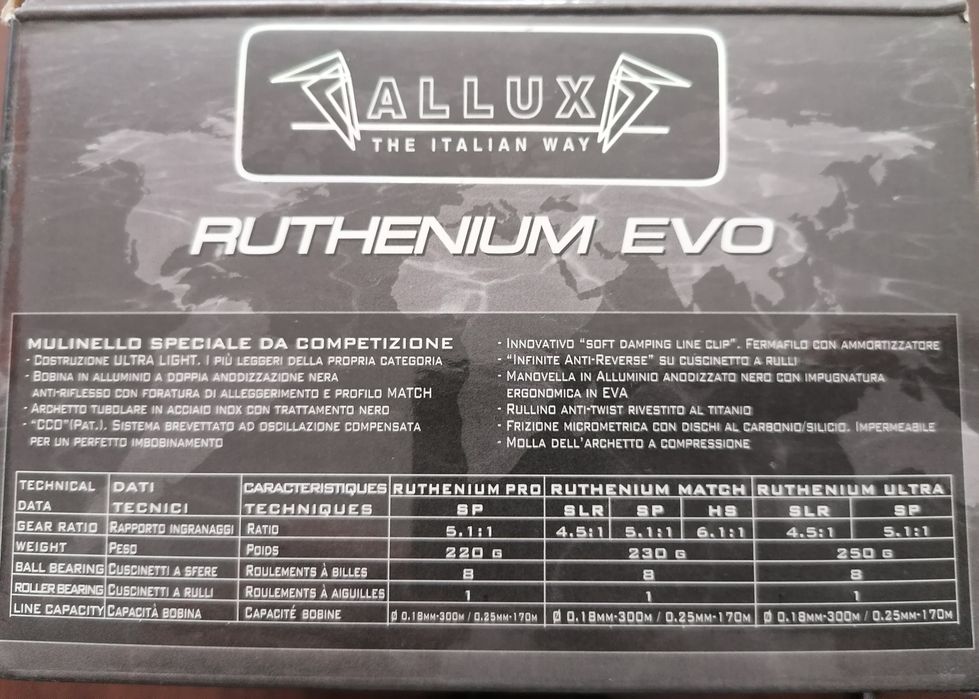 ALLUX
THE ITALIAN WAY
RUTHENIUM EVO
MULINELLO SPECIALE DA COMPETIZIONE
- COSTRUZIONE ULTRA LIGHT. I PIÙ LEGGERI DELLA PROPRIA CATEGORIA
- BOBINA IN ALLUMINIO A DOPPIA ANODIZZAZIONE NERA
ANTI-RIFLESSO CON FORATURA DI ALLEGGERIMENTO E PROFILO MATCH
- ARCHETTO TUBOLARE IN ACCIAIO INOX CON TRATTAMENTO NERO
- "CCO"(PAT.). SISTEMA BREVETTATO AD OSCILLAZIONE COMPENSATA
PER UN PERFETTO IMBOBINAMENTO
- INNOVATIVO "SOFT DAMPING LINE CLIP". FERMAFILO CON AMMORTIZZATORE
- "INFINITE ANTI-REVERSE" SU CUSCINETTO A RULLI
- MANOVELLA IN ALLUMINIO ANODIZZATO NERO CON IMPUGNATURA
ERGONOMICA IN EVA
- RULLINO ANTI-TWIST RIVESTITO AL TITANIO
- FRIZIONE MICROMETRICA CON DISCHI AL CARBONIO/SILICIO. IMPERMEABILE
- MOLLA DELL'ARCHETTO A COMPRESSIONE
TECHNICAL DATI CARACTERISTIQUES RUTHENIUM PRO RUTHENIUM MATCH RUTHENIUM ULTRA
DATA TECNICI TECHNIQUES SP SLR SP HS SLR SP
GEAR RATIO RAPPORTO INGRANAGGI RATIO 5.1:1 4.5:1 5.1:1 6.1:1 4.5:1 5.1:1
WEIGHT PESO POIDS 220 G 230 G 250 G
BALL BEARING CUSCINETTI A SFERE ROULEMENTS À BILLES 8 8 8
ROLLER BEARING CUSCINETTI A RULLI ROULEMENTS À AIGUILLES 1 1 1
LINE CAPACITY CAPACITÀ BOBINA CAPACITÉ BOBINE Ø 0.18MM-300M / 0.25MM-170M Ø 0.18MM-300M / 0.25MM-170M Ø 0.18MM-300M / 0.25MM-170M